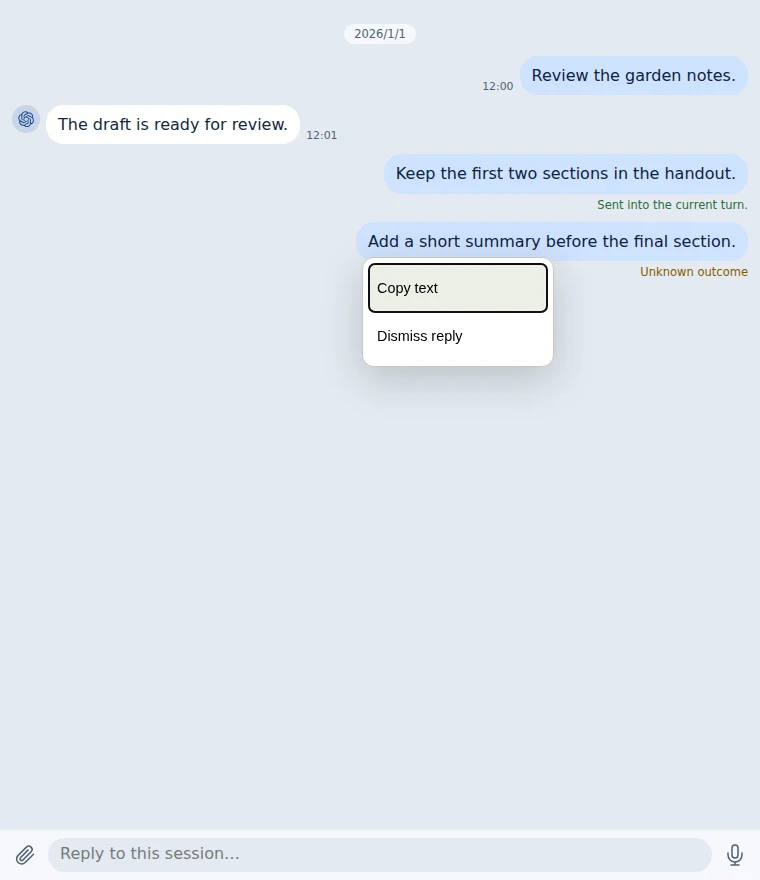 2026/1/1
Review the garden notes.
12:00
The draft is ready for review.
12:01
Keep the first two sections in the handout.
Sent into the current turn.
Add a short summary before the final section.
Unknown outcome
Copy text
Dismiss reply
Reply to this session…